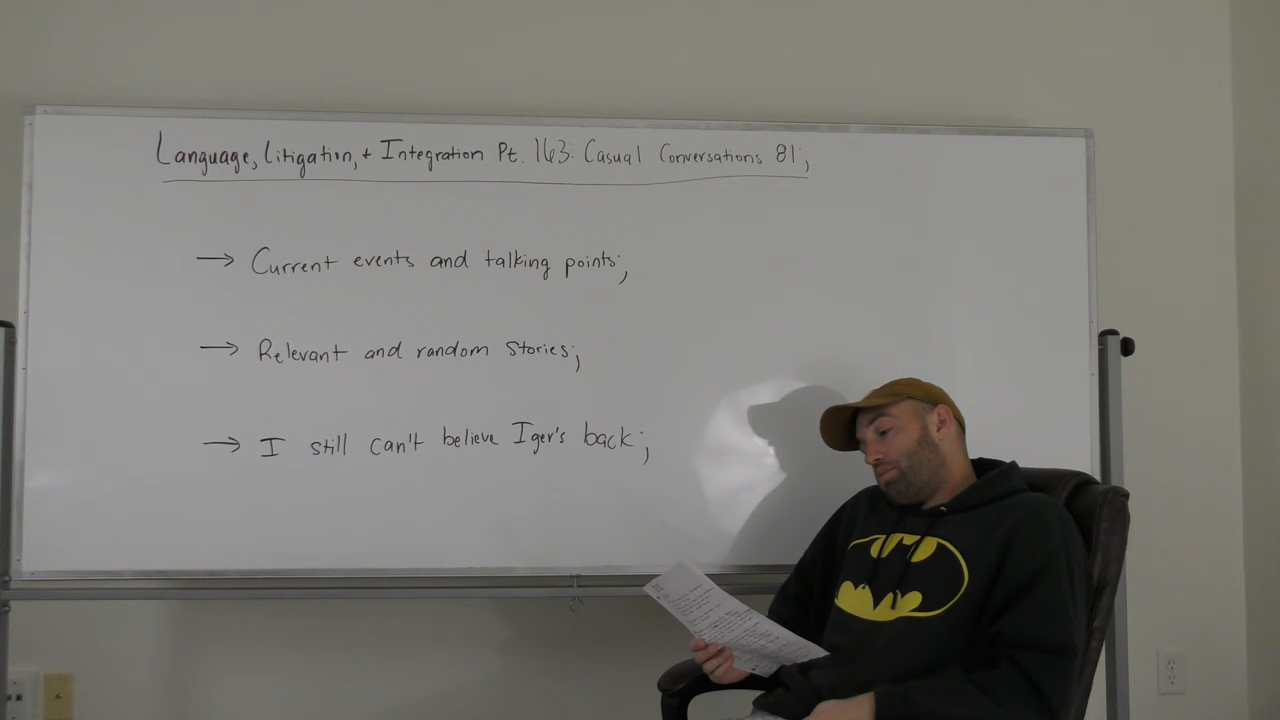 Language, Litigation, + Integration Pt. 163: Casual Conversations 81;
→ Current events and talking points;
→ Relevant and random stories;
→ I still can't believe Iger's back;